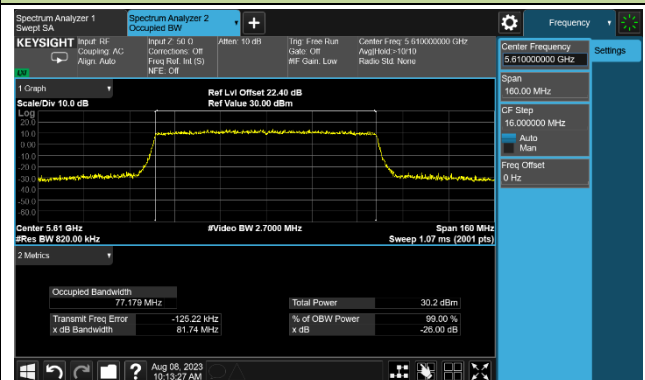 Spectrum Analyzer 1
Swept SA
Spectrum Analyzer 2
Occupied BW
Frequency
KEYSIGHT
Input: RF
Coupling: AC
Align: Auto
Input Z: 50 Ω
Corrections: Off
Freq Ref: Int (S)
NFE: Off
Atten: 10 dB
Trig: Free Run
Gate: Off
#IF Gain: Low
Center Freq: 5.610000000 GHz
Avg|Hold:>10/10
Radio Std: None
LXI
Center Frequency
5.610000000 GHz
Settings
Span
160.00 MHz
CF Step
16.000000 MHz
Auto
Man
Freq Offset
0 Hz
1 Graph
Scale/Div 10.0 dB
Ref Lvl Offset 22.40 dB
Ref Value 30.00 dBm
Log
20.0
10.0
0.00
-10.0
-20.0
-30.0
-40.0
-50.0
-60.0
Center 5.61 GHz
#Video BW 2.7000 MHz
Span 160 MHz
#Res BW 820.00 kHz
Sweep 1.07 ms (2001 pts)
2 Metrics
Occupied Bandwidth
77.179 MHz
Total Power
30.2 dBm
Transmit Freq Error
-125.22 kHz
% of OBW Power
99.00 %
x dB Bandwidth
81.74 MHz
x dB
-26.00 dB
?
Aug 08, 2023
10:13:27 AM